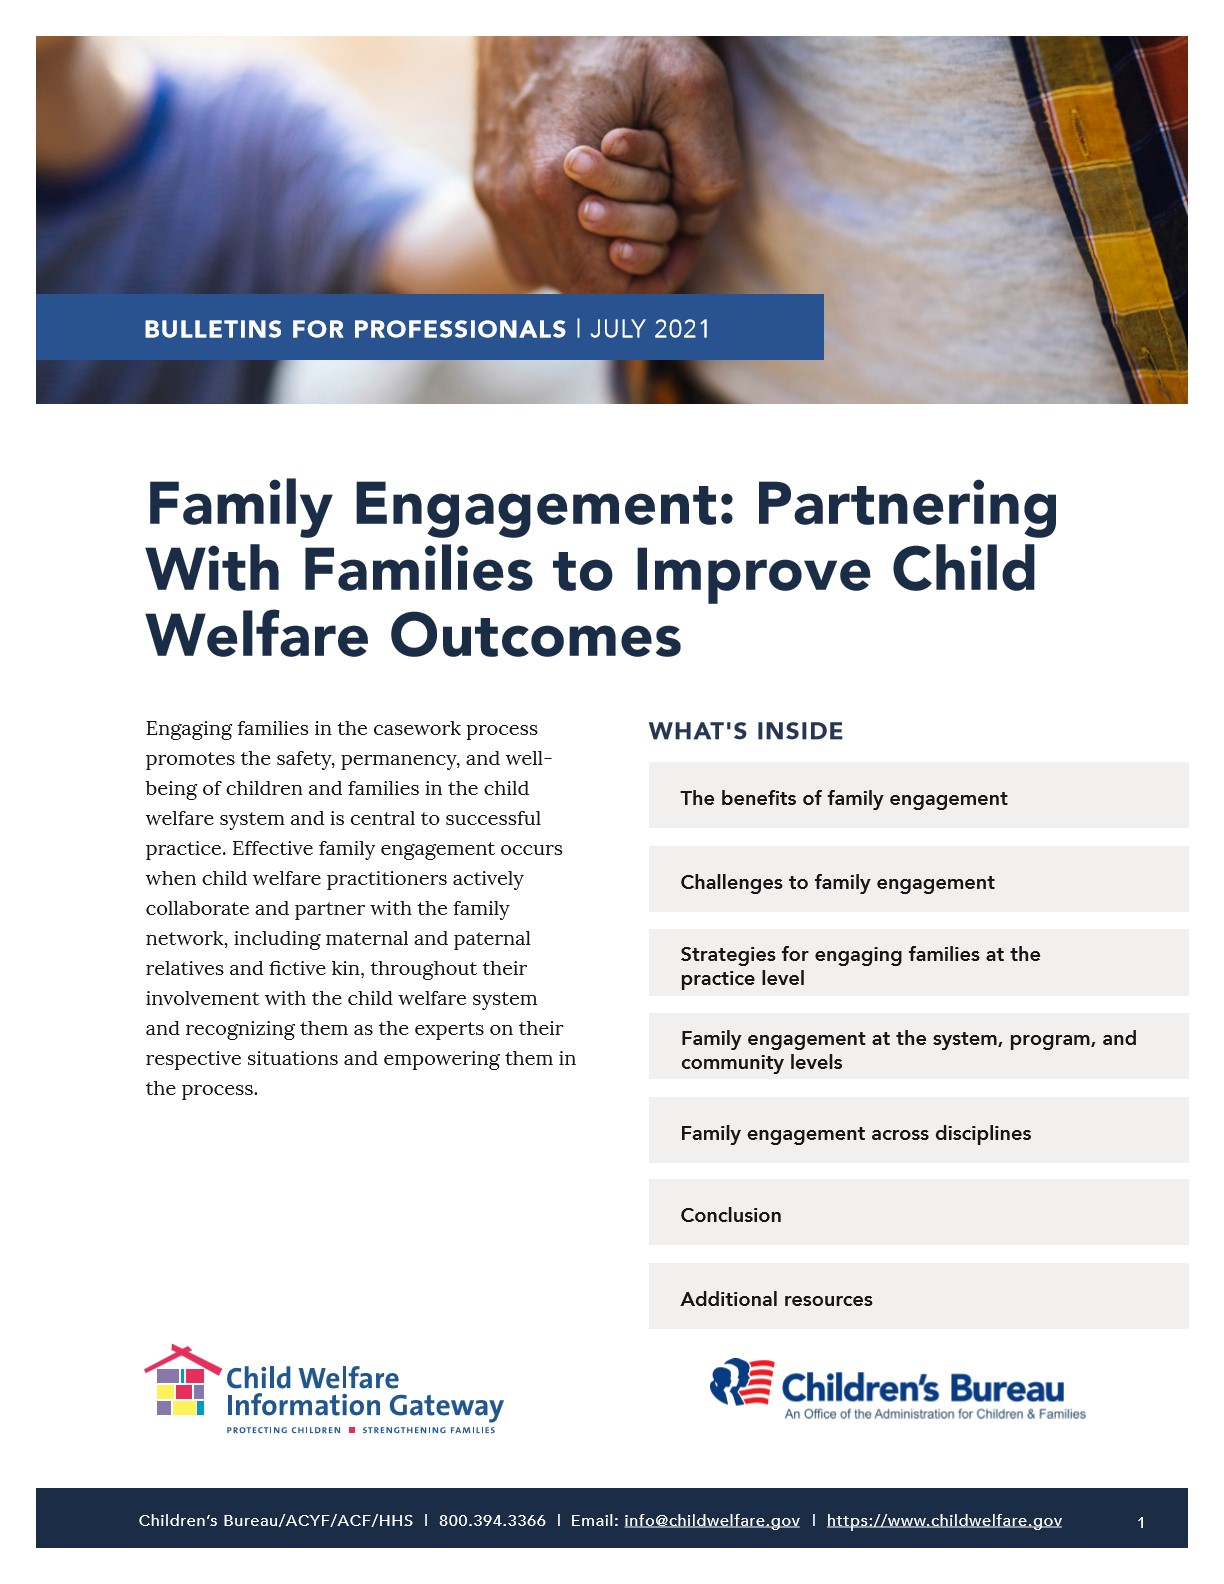 BULLETINS FOR PROFESSIONALS | JULY 2021
Family Engagement: Partnering
With Families to Improve Child
Welfare Outcomes
Engaging families in the casework process
promotes the safety, permanency, and well-
being of children and families in the child
welfare system and is central to successful
practice. Effective family engagement occurs
when child welfare practitioners actively
collaborate and partner with the family
network, including maternal and paternal
relatives and fictive kin, throughout their
involvement with the child welfare system
and recognizing them as the experts on their
respective situations and empowering them in
the process.
WHAT'S INSIDE
The benefits of family engagement
Challenges to family engagement
Strategies for engaging families at the
practice level
Family engagement at the system, program, and
community levels
Family engagement across disciplines
Conclusion
Additional resources
Child Welfare
Information Gateway
PROTECTING CHILDREN ■ STRENGTHENING FAMILIES
Children's Bureau
An Office of the Administration for Children & Families
Children's Bureau/ACYF/ACF/HHS | 800.394.3366 | Email: info@childwelfare.gov | https://www.childwelfare.gov
1